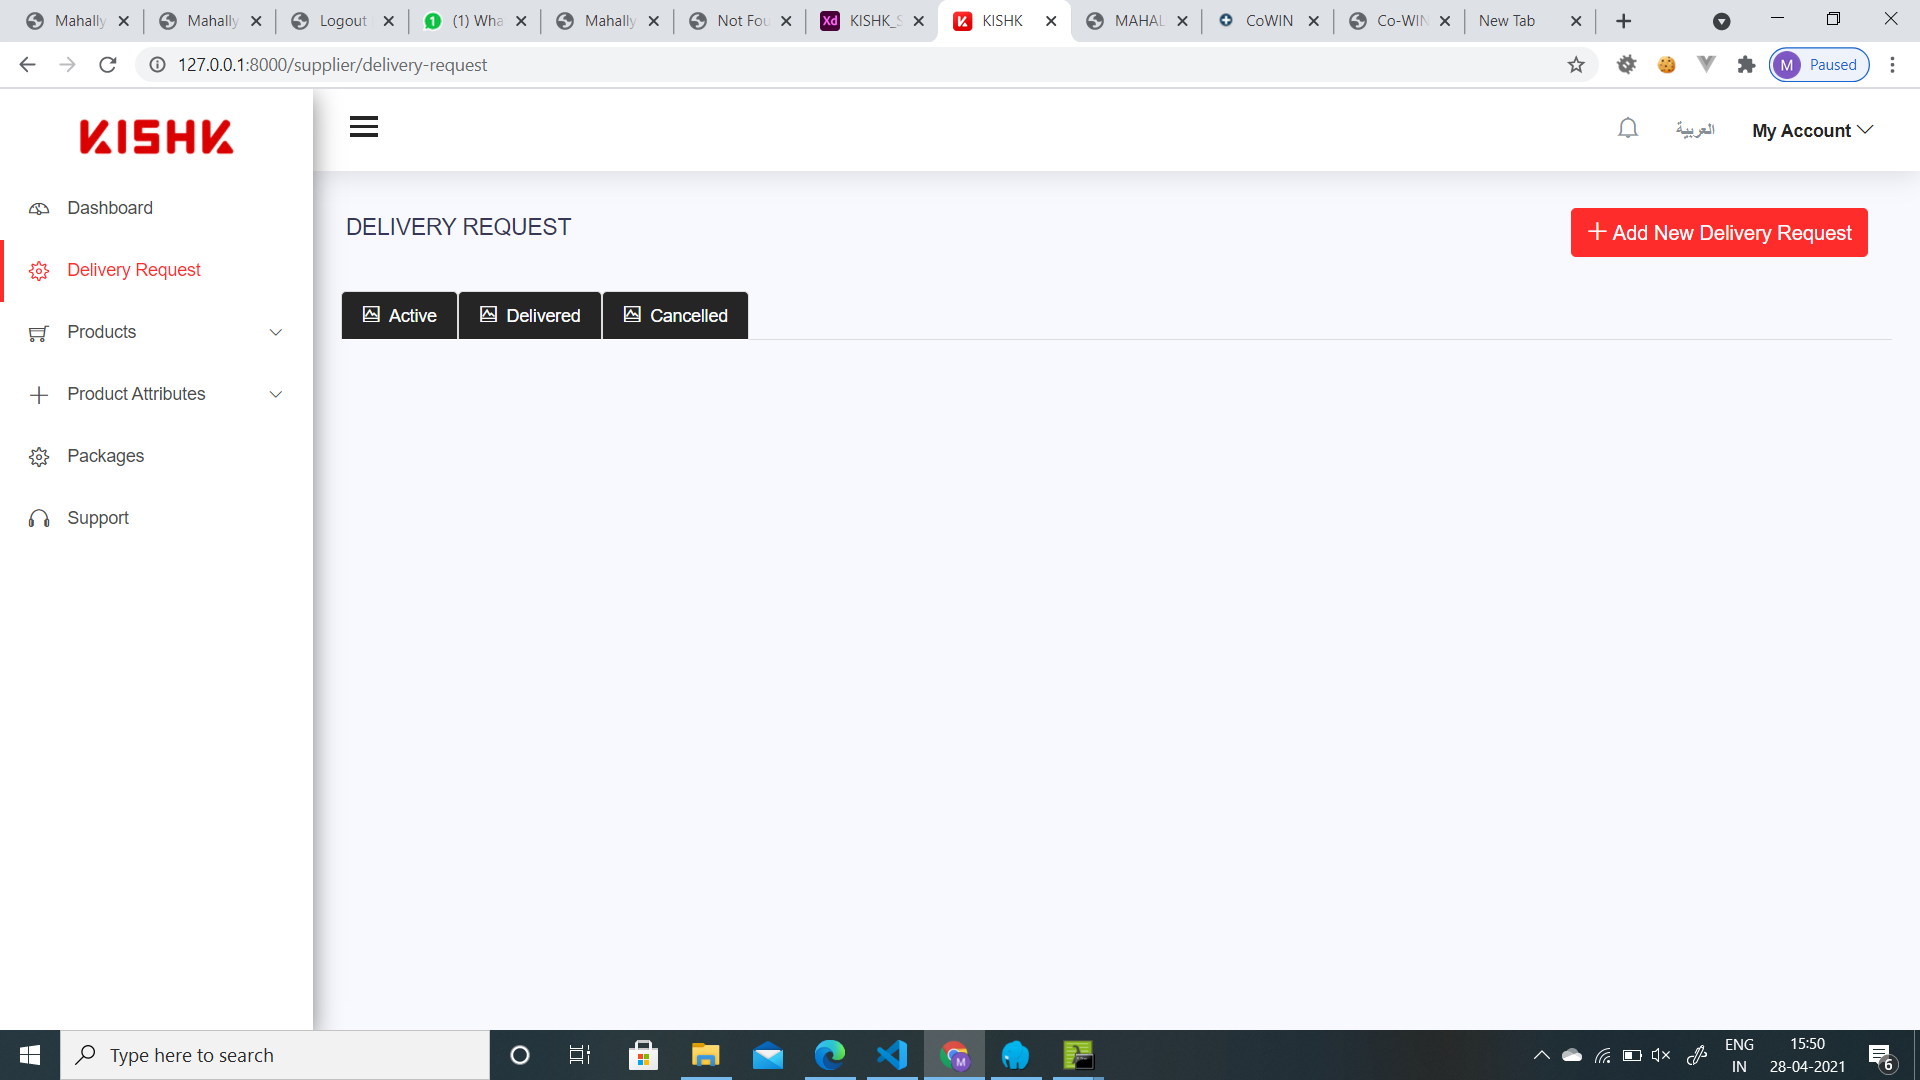 Mahally
Mahally
Logout
(1) Wha
Mahally
Not Fou
KISHK_S
KISHK
MAHAL
CoWIN
Co-WIN
New Tab
127.0.0.1:8000/supplier/delivery-request
M Paused
KISHK
العربية
My Account
Dashboard
Delivery Request
Products
Product Attributes
Packages
Support
DELIVERY REQUEST
Add New Delivery Request
Active
Delivered
Cancelled
Type here to search
ENG
IN
15:50
28-04-2021
6